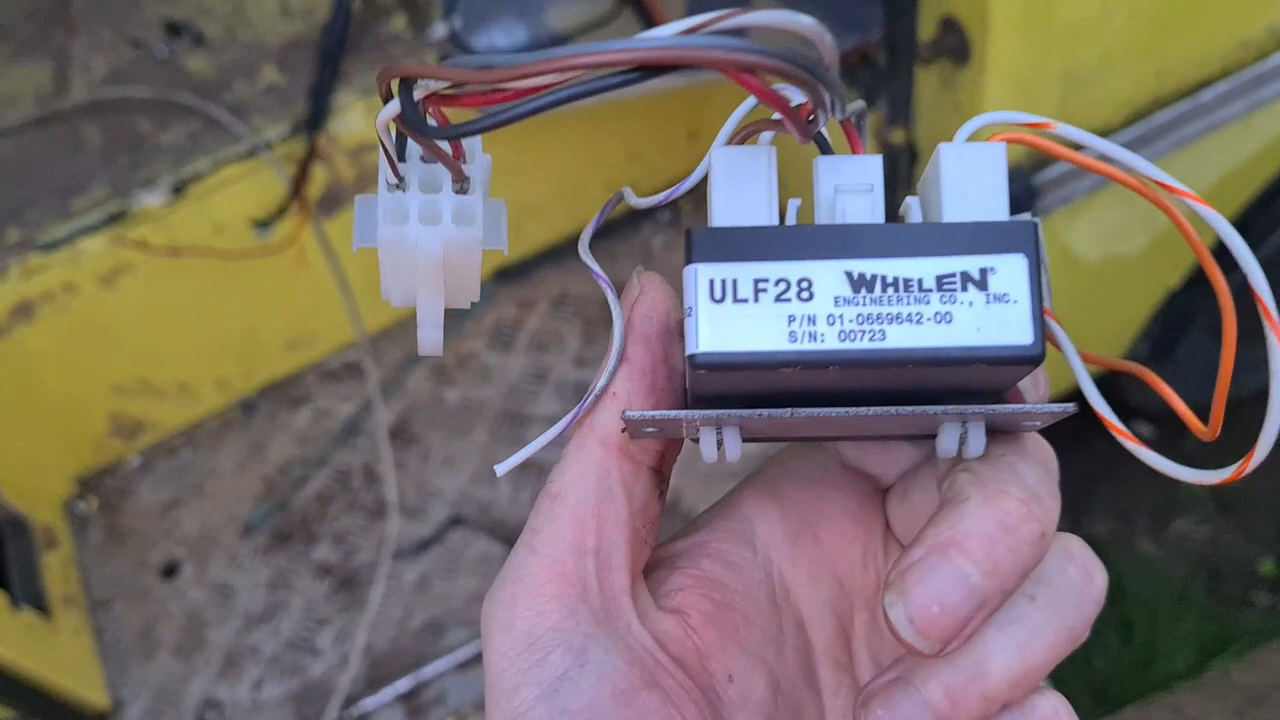 ULF28 WHELEN®
ENGINEERING CO., INC.
P/N 01-0669642-00
S/N: 00723